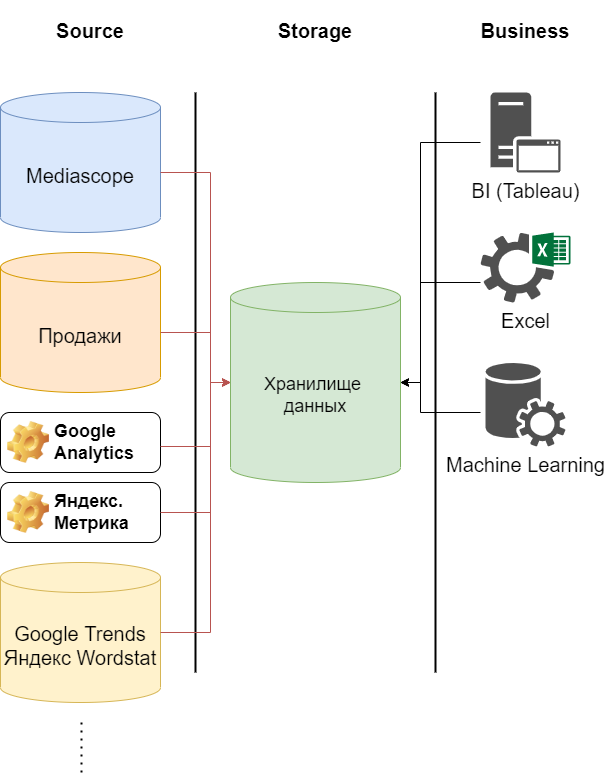 Source
Storage
Business
Mediascope
Продажи
Google
Analytics
Яндекс.
Метрика
Google Trends
Яндекс Wordstat
Хранилище
данных
BI (Tableau)
X
Excel
Machine Learning